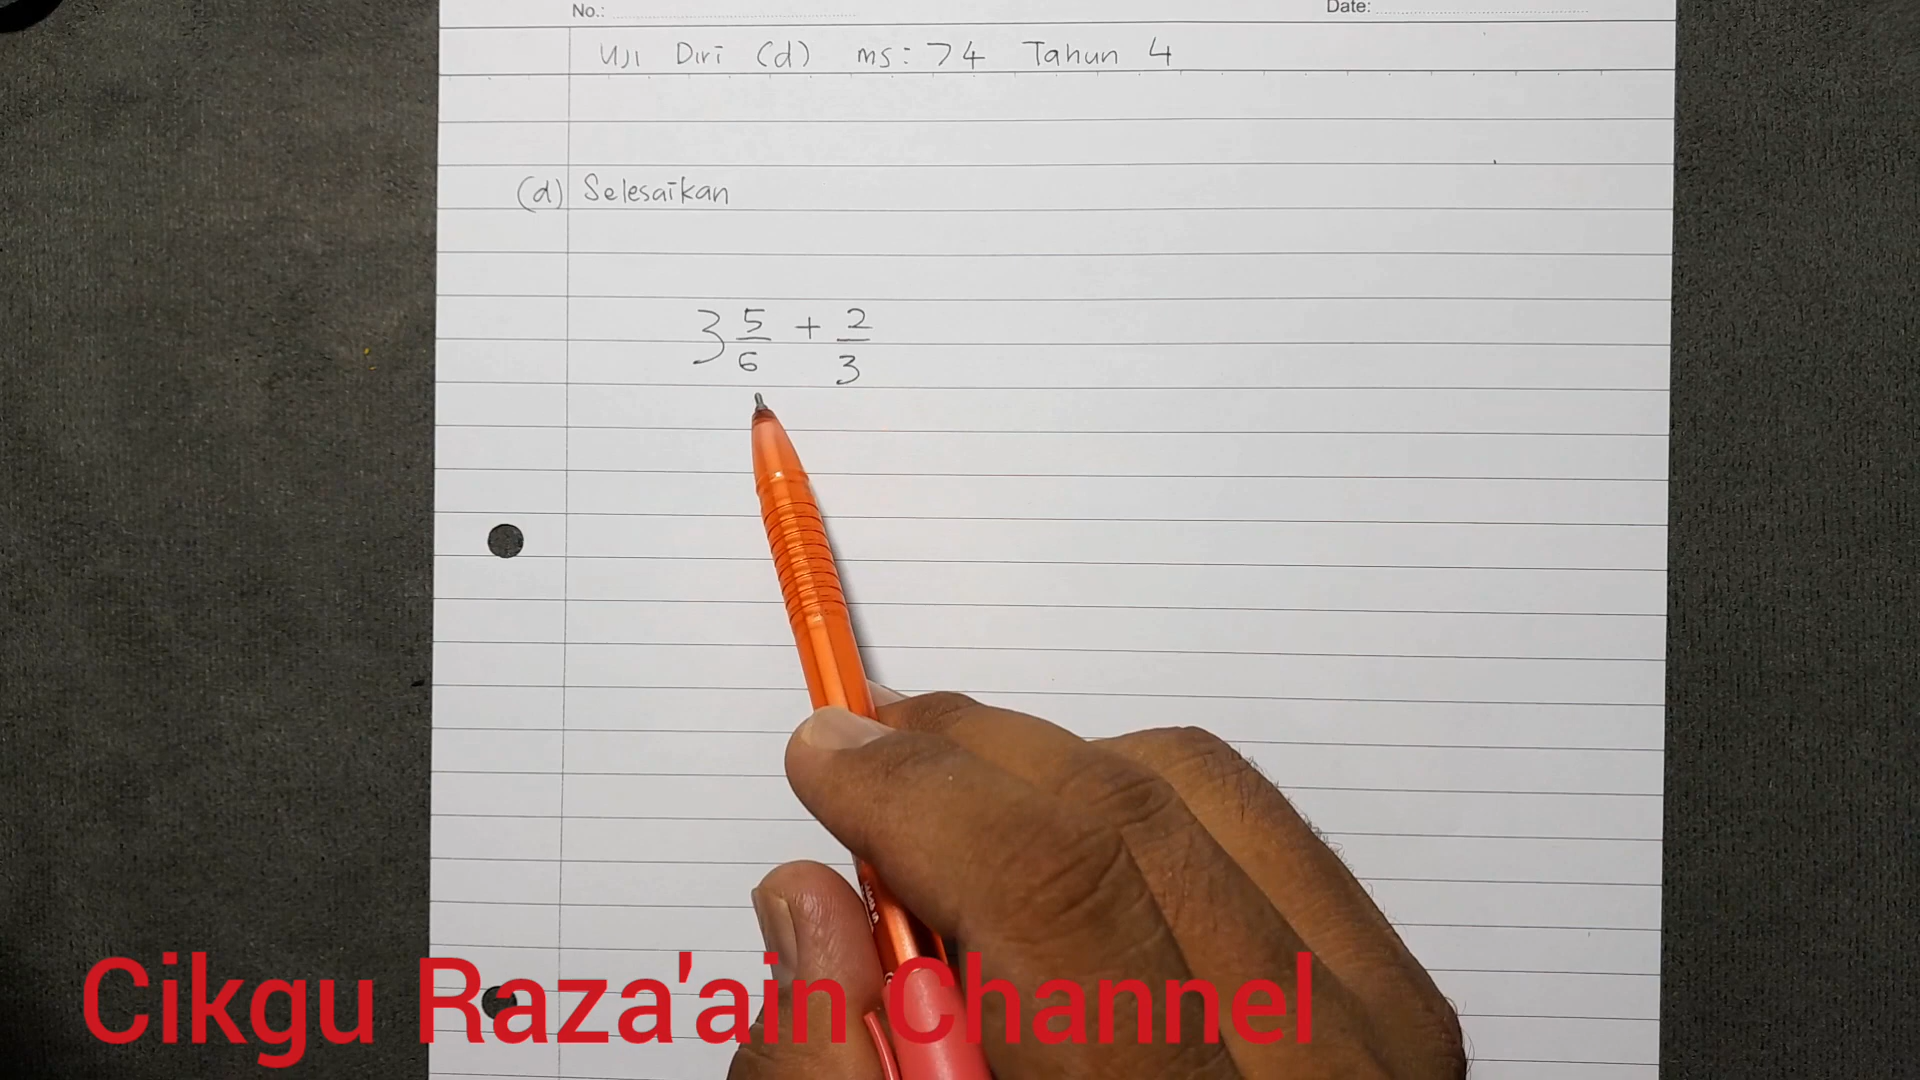 No.: Date:
Uji Diri (d) ms: 74 Tahun 4
(d) Selesaikan
3 5/6 + 2/3
Cikgu Raza'ain Channel